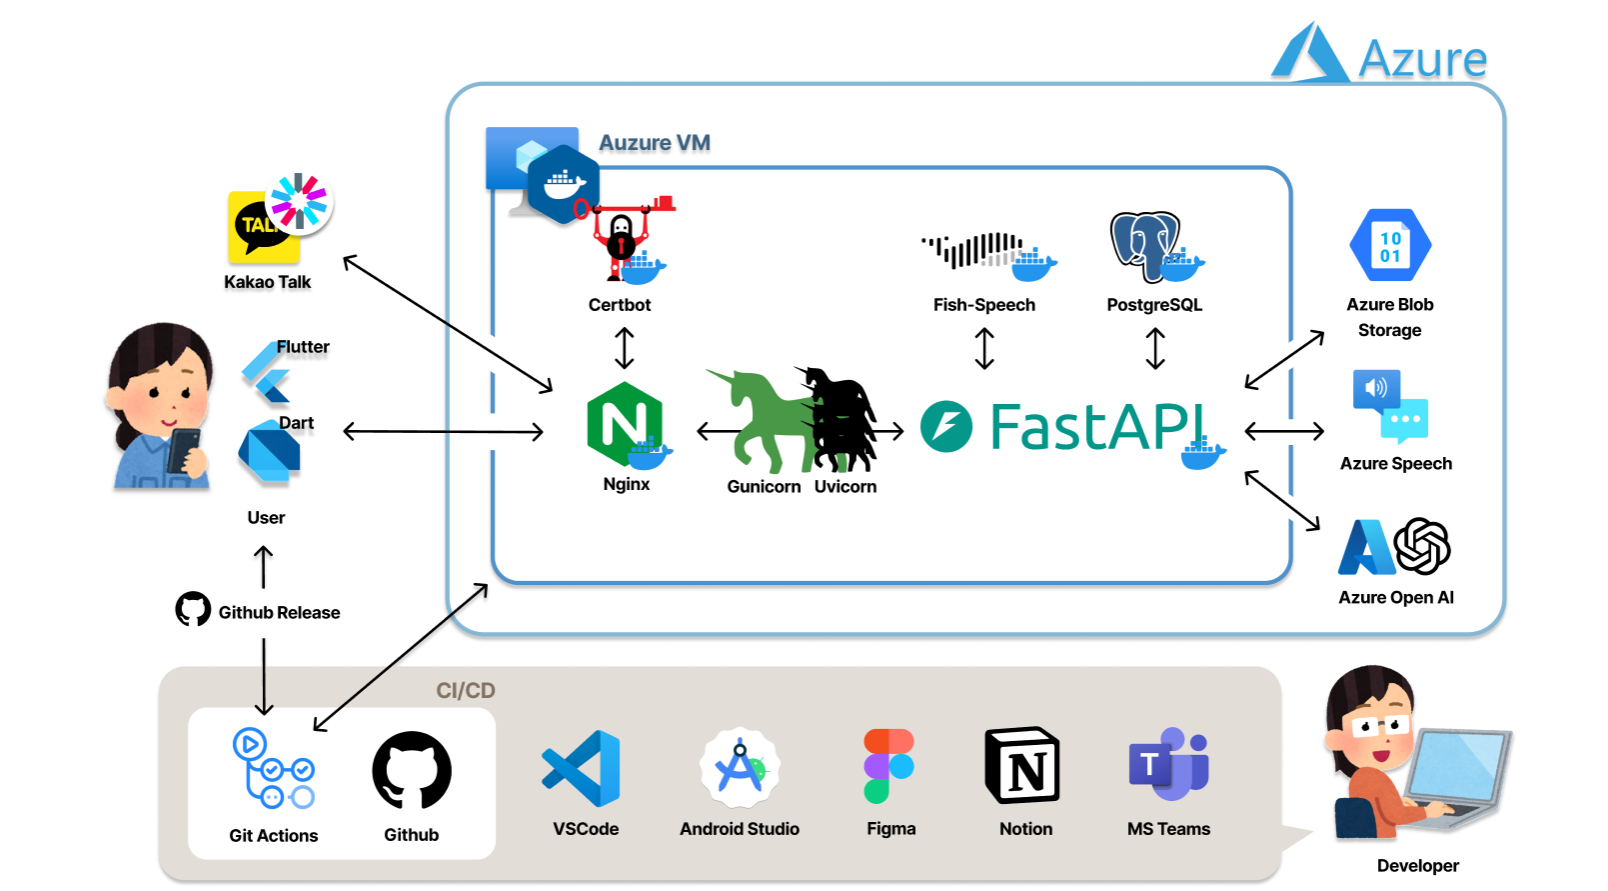 Azure
Auzure VM
TALK
Kakao Talk
Certbot
Fish-Speech
PostgreSQL
10
01
Azure Blob
Storage
Flutter
Dart
User
N
Nginx
Gunicorn
Uvicorn
FastAPI
Azure Speech
Azure Open AI
Github Release
CI/CD
Git Actions
Github
VSCode
Android Studio
Figma
N
Notion
T
MS Teams
Developer